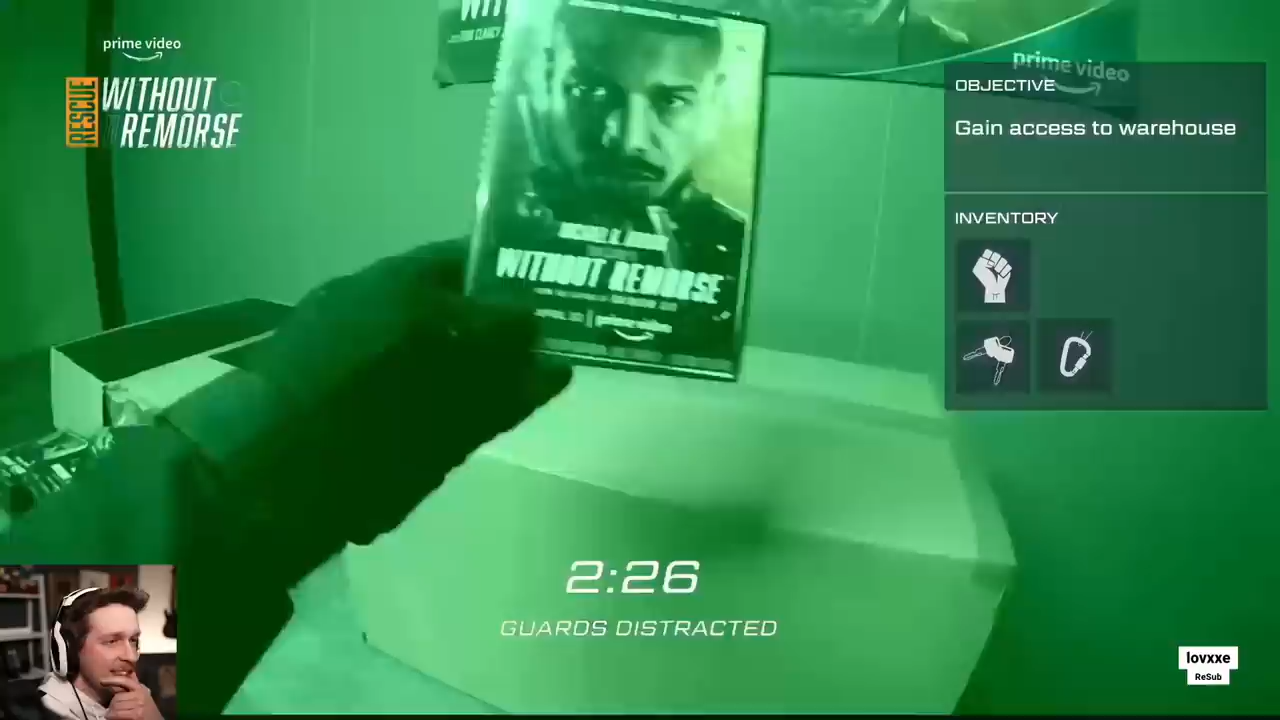 prime video
RESCUE
WITHOUT
REMORSE
WITHOUT REMORSE
prime video
OBJECTIVE
Gain access to warehouse
INVENTORY
2:26
GUARDS DISTRACTED
lovxxe
ReSub